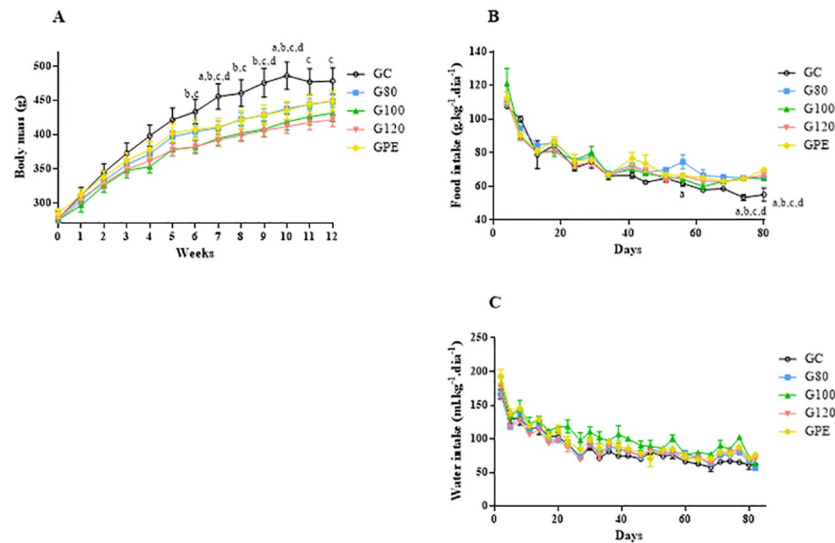 A
Body mass (g)
500
450
400
350
300
b,c
a,b,c,d
b,c
b,c,d
a,b,c,d
c
c
0 1 2 3 4 5 6 7 8 9 10 11 12
Weeks
GC
G80
G100
G120
GPE
B
Food intake (g.kg⁻¹.dia⁻¹)
140
120
100
80
60
40
a
a,b,c,d
a,b,c,d
0 20 40 60 80
Days
GC
G80
G100
G120
GPE
C
Water intake (ml.kg⁻¹.dia⁻¹)
250
200
150
100
50
0
0 20 40 60 80
Days
GC
G80
G100
G120
GPE